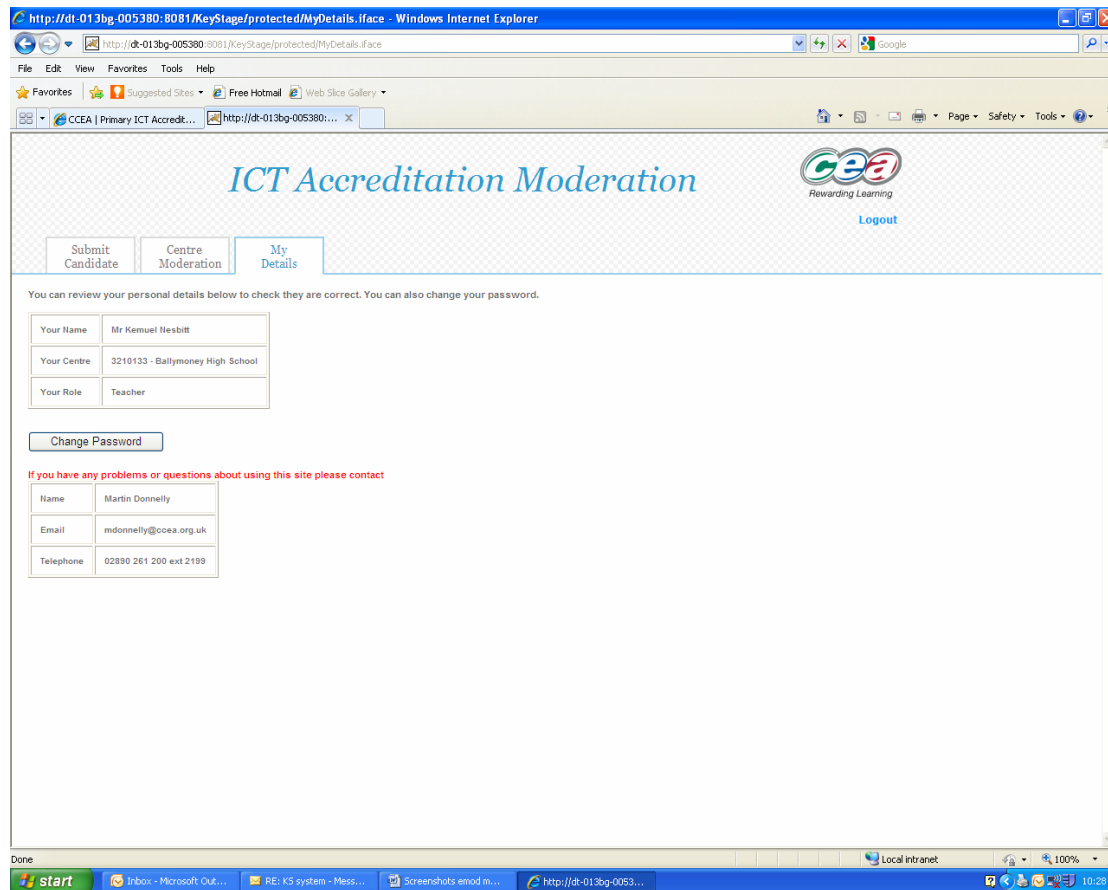 http://dt-013bg-005380:8081/KeyStage/protected/MyDetails.iface - Windows Internet Explorer
http://dt-013bg-005380:8081/KeyStage/protected/MyDetails.iface
Google
File Edit View Favorites Tools Help
Favorites Suggested Sites Free Hotmail Web Slice Gallery
CCEA | Primary ICT Accredit... http://dt-013bg-005380:... X
Page Safety Tools
ICT Accreditation Moderation
cea
Rewarding Learning
Logout
Submit Candidate
Centre Moderation
My Details
You can review your personal details below to check they are correct. You can also change your password.
Your Name Mr Kemuel Nesbitt
Your Centre 3210133 - Ballymoney High School
Your Role Teacher
Change Password
If you have any problems or questions about using this site please contact
Name Martin Donnelly
Email mdonnelly@ccea.org.uk
Telephone 02890 261 200 ext 2199
Done
Local intranet
100%
start
Inbox - Microsoft Out...
RE: KS system - Mess...
Screenshots emod m...
http://dt-013bg-0053...
10:28